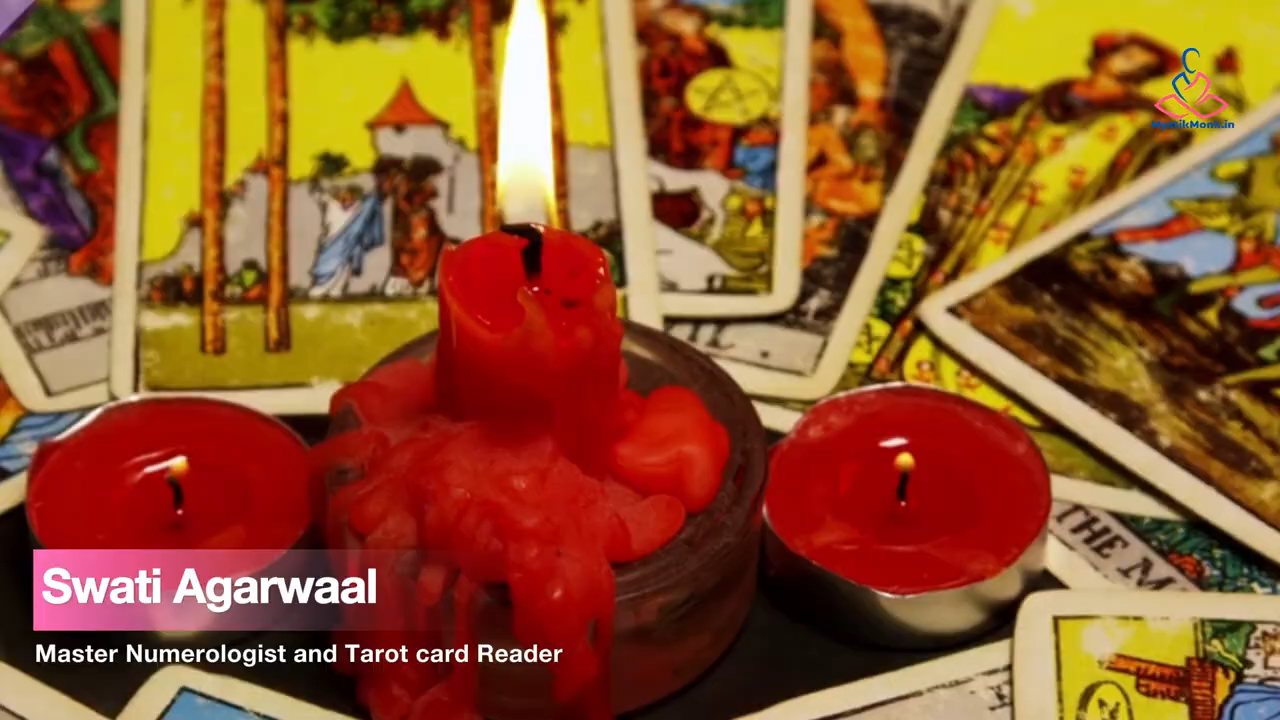 MystikMonk.in
Swati Agarwaal
Master Numerologist and Tarot card Reader
THE M